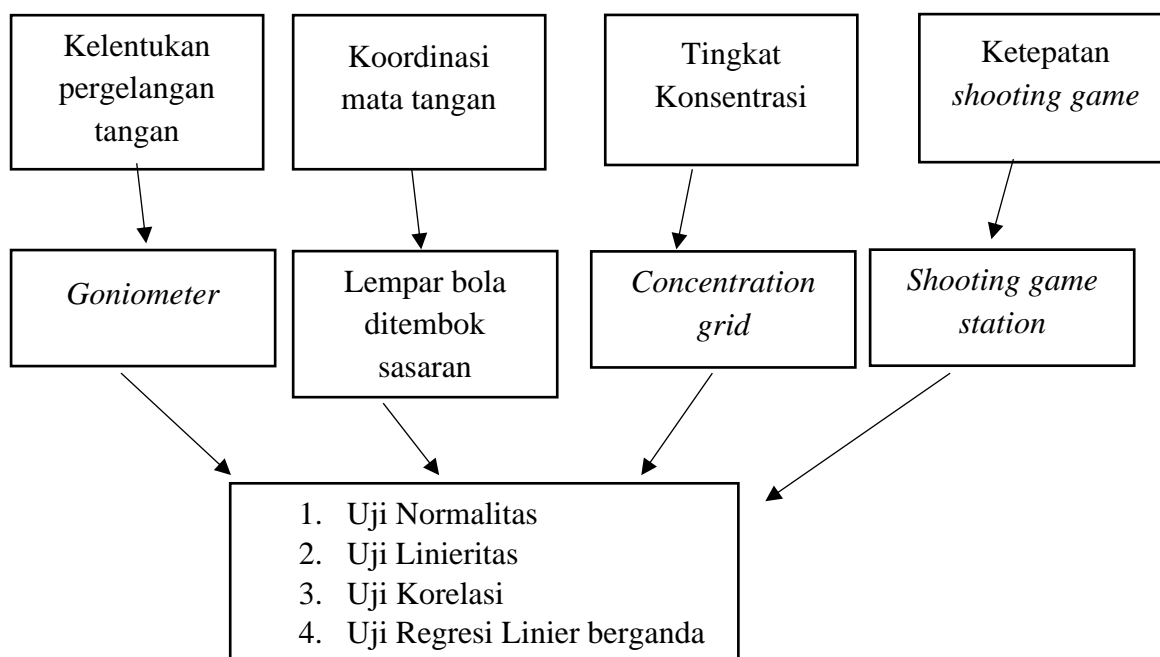 Kelentukan
pergelangan
tangan
Koordinasi
mata tangan
Tingkat
Konsentrasi
Ketepatan
shooting game
Goniometer
Lempar bola
ditembok
sasaran
Concentration
grid
Shooting game
station
1. Uji Normalitas
2. Uji Linieritas
3. Uji Korelasi
4. Uji Regresi Linier berganda